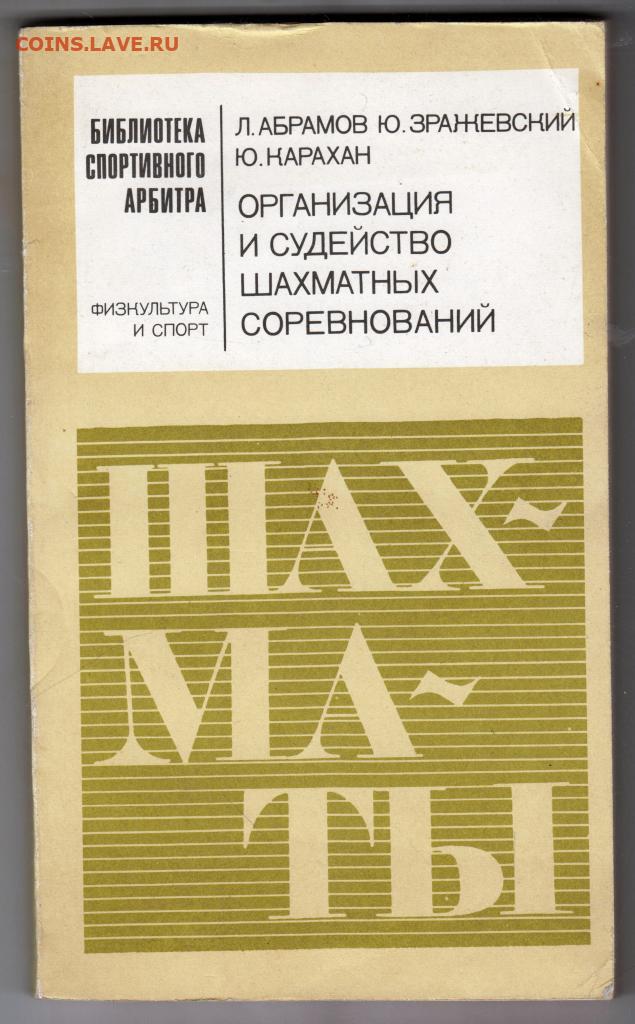 COINS.LAVE.RU
БИБЛИОТЕКА
СПОРТИВНОГО
АРБИТРА
ФИЗКУЛЬТУРА
И СПОРТ
Л. АБРАМОВ Ю. ЗРАЖЕВСКИЙ
Ю. КАРАХАН
ОРГАНИЗАЦИЯ
И СУДЕЙСТВО
ШАХМАТНЫХ
СОРЕВНОВАНИЙ
ШАХ-
МА-
ТЫ